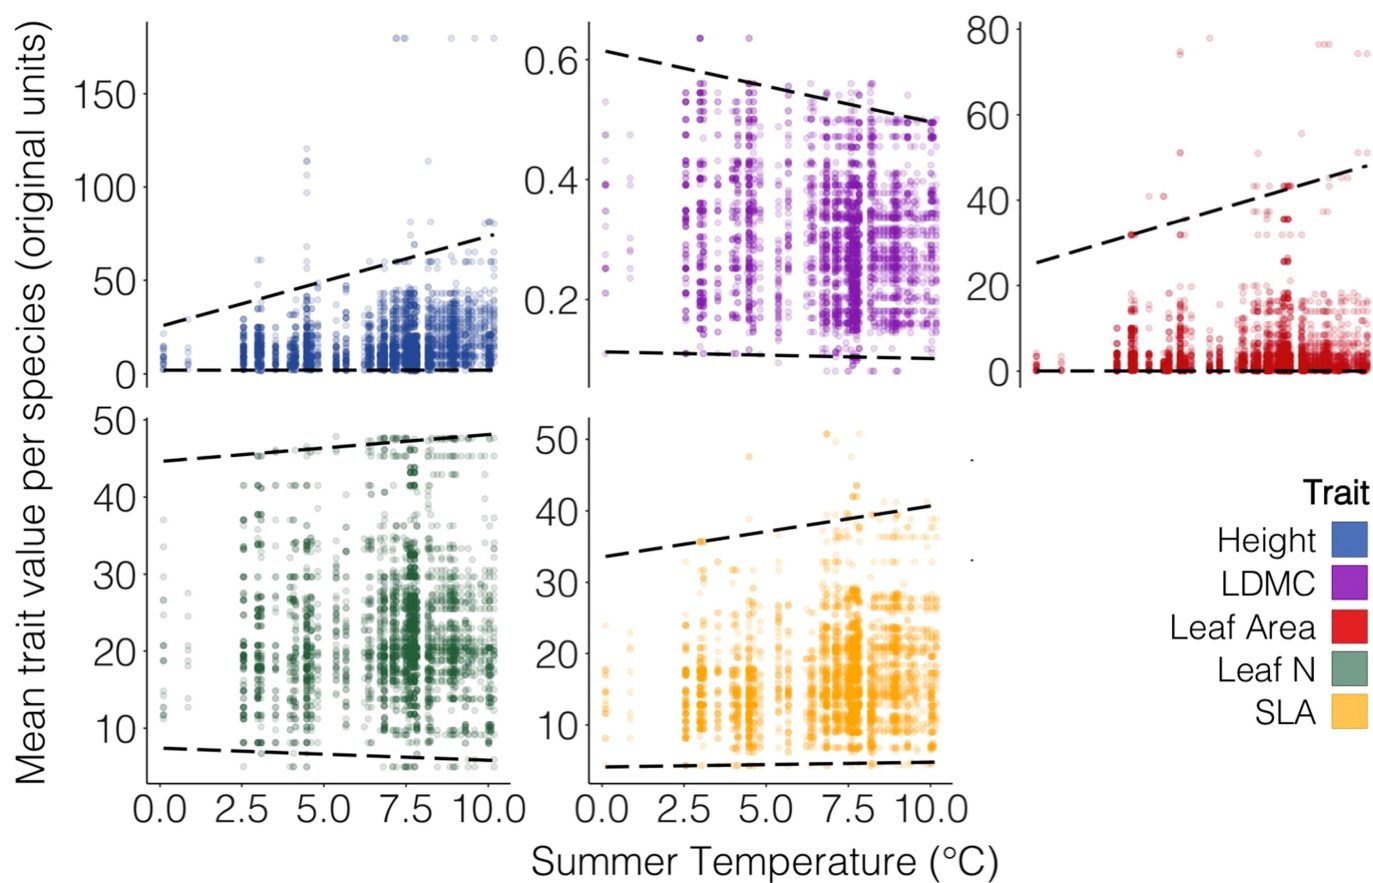 Mean trait value per species (original units)
150
100
50
0
0.6
0.4
0.2
80
60
40
20
0
50
40
30
20
10
0.0 2.5 5.0 7.5 10.0
50
40
30
20
10
0.0 2.5 5.0 7.5 10.0
Summer Temperature (°C)
Trait
Height
LDMC
Leaf Area
Leaf N
SLA